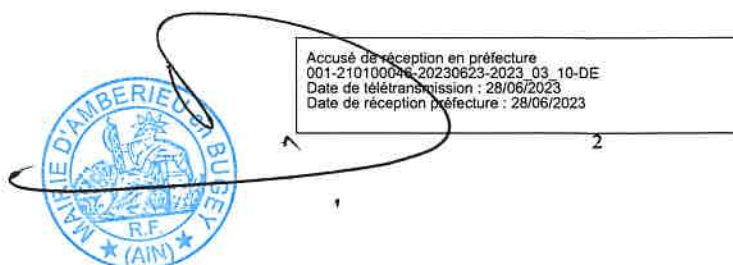 Accusé de réception en préfecture
001-210100046-20230623-2023_03_10-DE
Date de télétransmission : 28/06/2023
Date de réception préfecture : 28/06/2023
2
MAIRIE D'AMBERIEU en BUGEY
R.F.
★ (AIN) ★